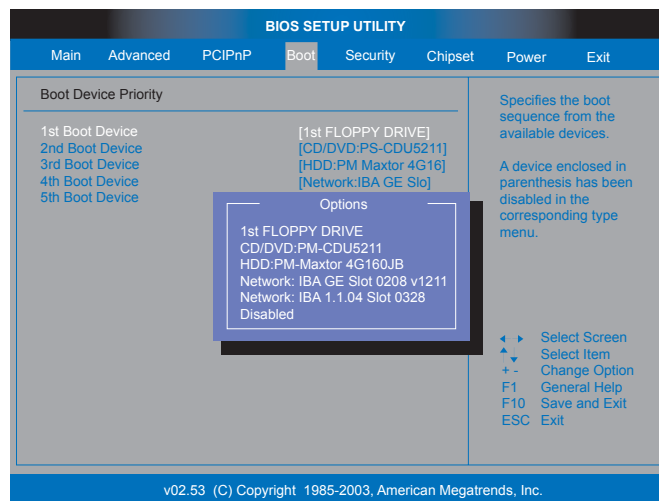 BIOS SETUP UTILITY
Main Advanced PCIPnP Boot Security Chipset Power Exit
Boot Device Priority
1st Boot Device [1st FLOPPY DRIVE]
2nd Boot Device [CD/DVD:PS-CDU5211]
3rd Boot Device [HDD:PM Maxtor 4G16]
4th Boot Device [Network:IBA GE Slo]
5th Boot Device
Options
1st FLOPPY DRIVE
CD/DVD:PM-CDU5211
HDD:PM-Maxtor 4G160JB
Network: IBA GE Slot 0208 v1211
Network: IBA 1.1.04 Slot 0328
Disabled
Specifies the boot
sequence from the
available devices.
A device enclosed in
parenthesis has been
disabled in the
corresponding type
menu.
Select Screen
Select Item
+ - Change Option
F1 General Help
F10 Save and Exit
ESC Exit
v02.53 (C) Copyright 1985-2003, American Megatrends, Inc.